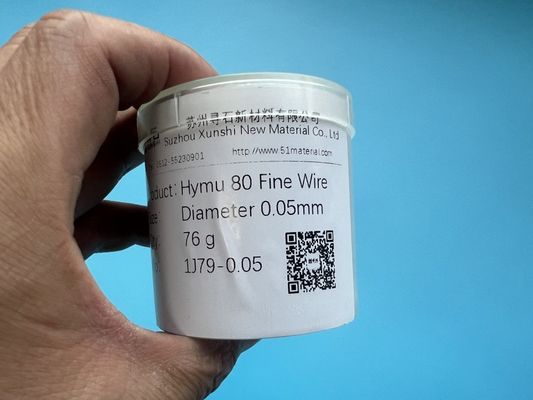 苏州寻石新材料有限公司
Suzhou Xunshi New Material Co., Ltd
0512-55230901 http://www.51material.com
oduct: Hymu 80 Fine Wire
Diameter 0.05mm
76 g
1J79-0.05